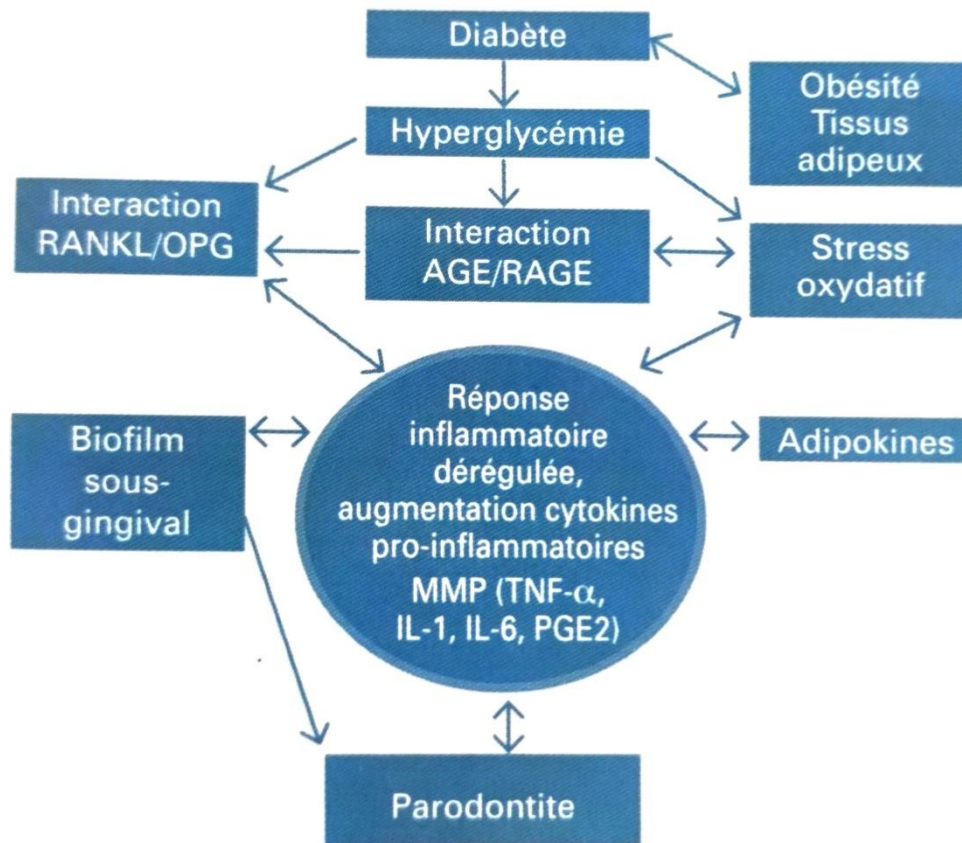 Diabète
Obésité
Tissus
adipeux
Hyperglycémie
Interaction
RANKL/OPG
Interaction
AGE/RAGE
Stress
oxydatif
Réponse
inflammatoire
dérégulée,
augmentation cytokines
pro-inflammatoires
MMP (TNF-α,
IL-1, IL-6, PGE2)
Biofilm
sous-
gingival
Adipokines
Parodontite